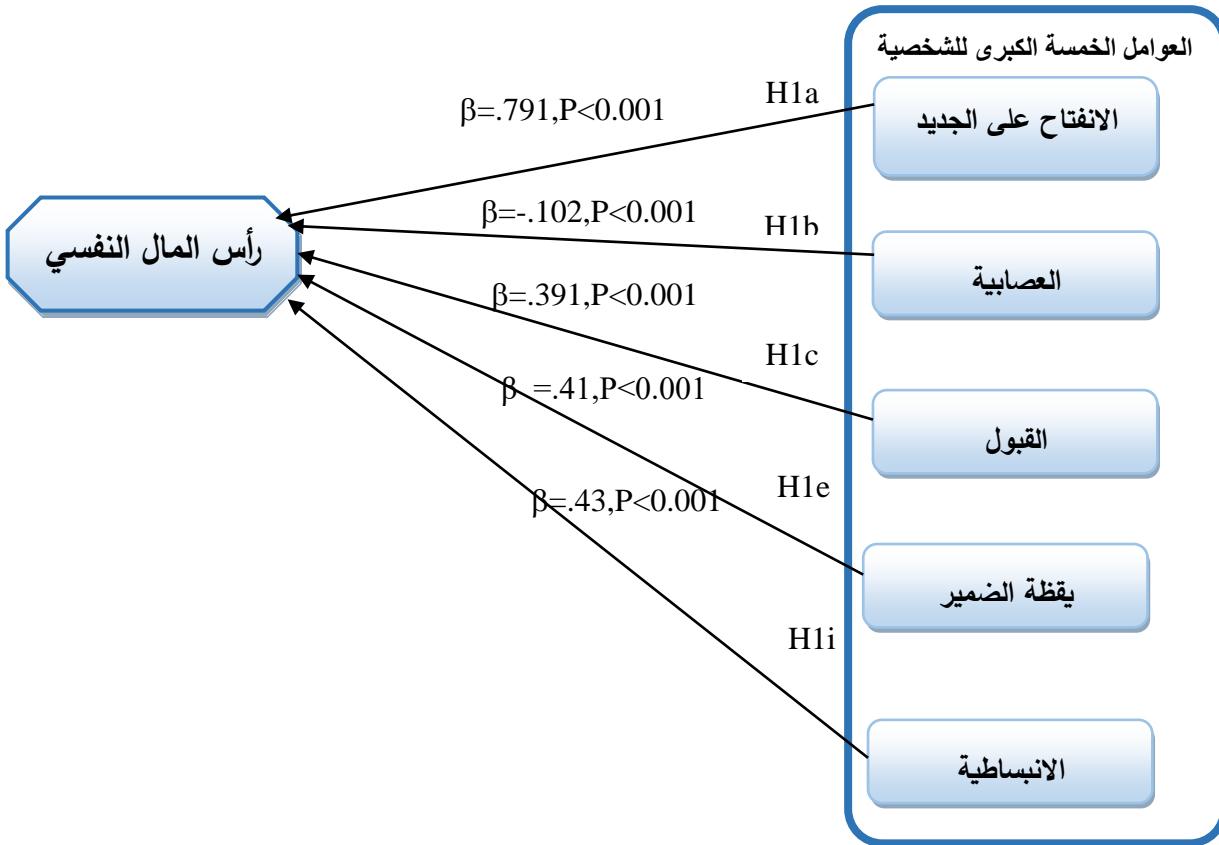 العوامل الخمسة الكبرى للشخصية
H1a
الانفتاح على الجديد
β=.791,P<0.001
β=-.102,P<0.001
H1b
رأس المال النفسي
العصابية
β=.391,P<0.001
H1c
β =.41,P<0.001
القبول
H1e
β=.43,P<0.001
يقظة الضمير
H1i
الانبساطية